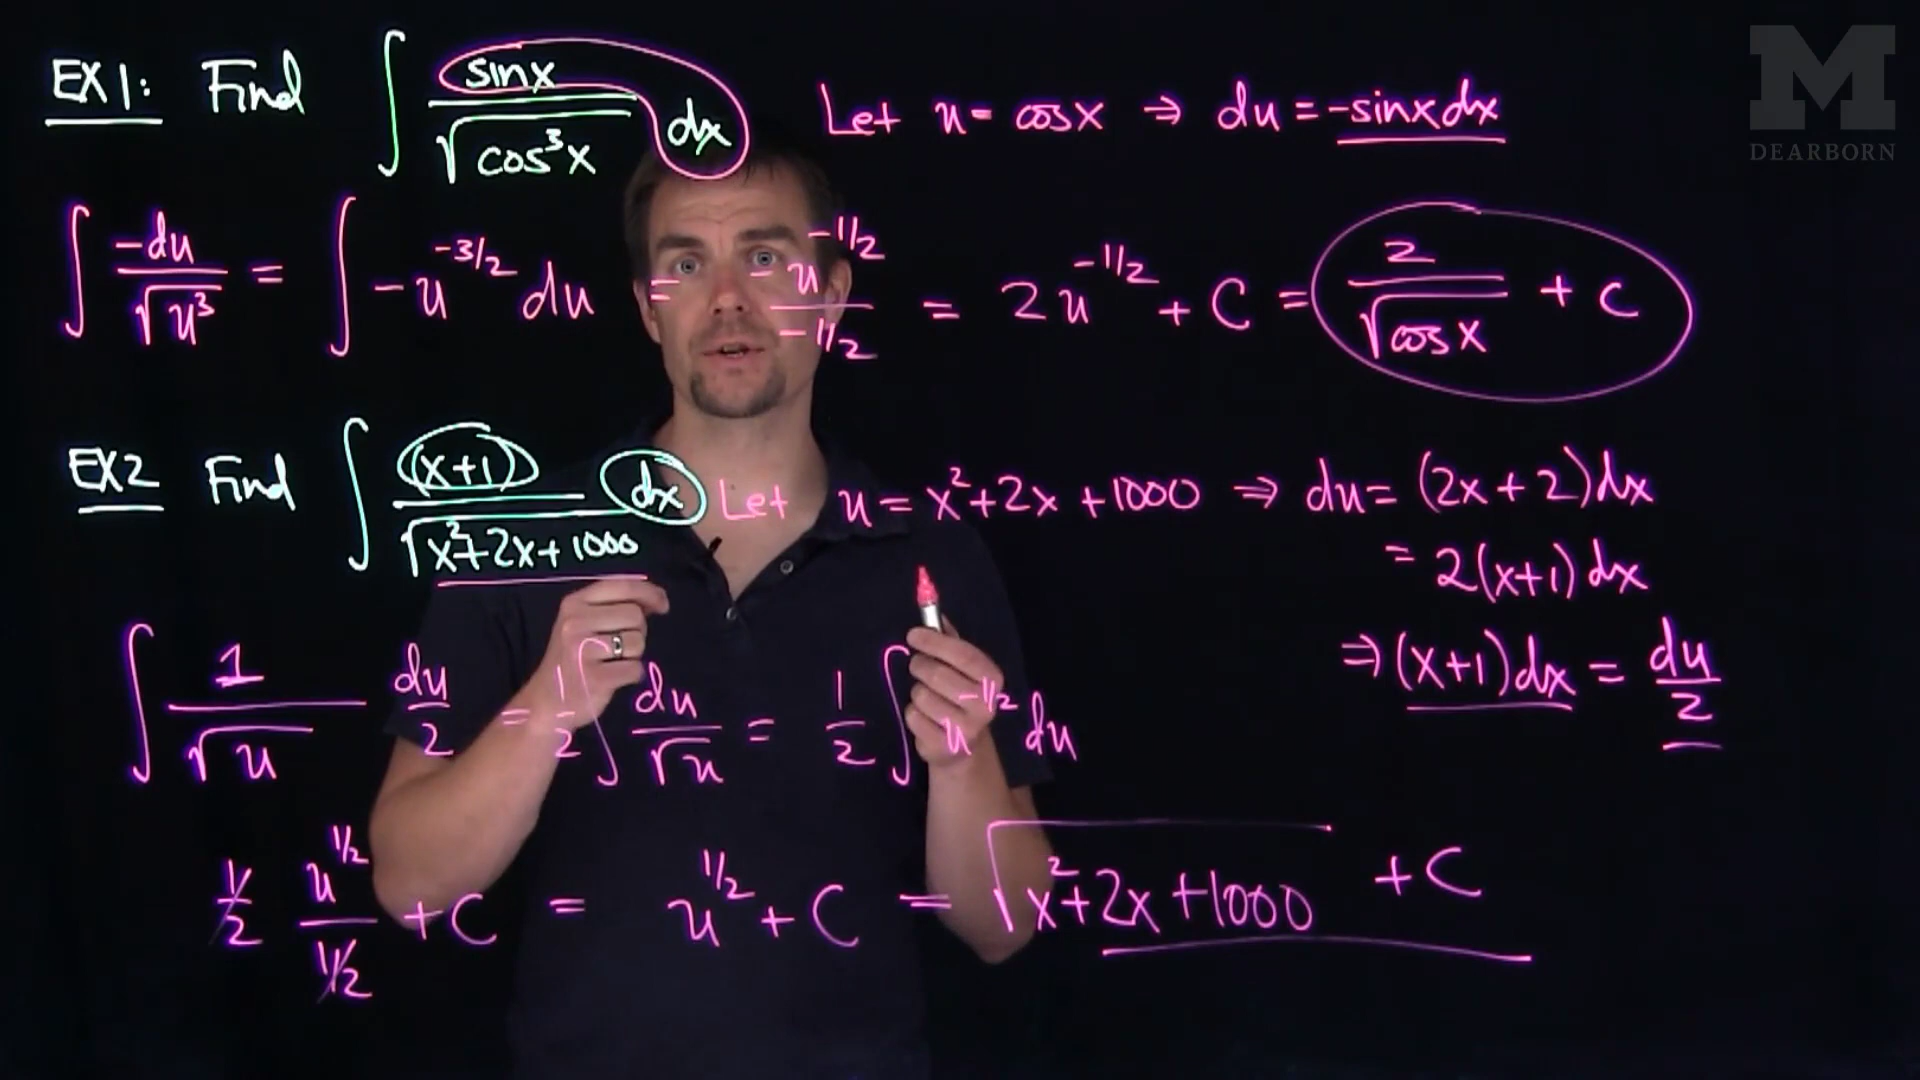 EX1: Find ∫ sinx / √cos³x dx Let u = cosx ⇒ du = -sinxdx
∫ -du / √u³ = ∫ -u^(-3/2) du = -u^(-1/2) / (-1/2) = 2u^(-1/2) + C = 2 / √cosx + C
EX2 Find ∫ (x+1) / √x²+2x+1000 dx Let u = x²+2x+1000 ⇒ du = (2x+2)dx
= 2(x+1)dx
⇒ (x+1)dx = du/2
∫ 1/√u du/2 = 1/2 ∫ du/√u = 1/2 ∫ u^(-1/2) du
1/2 u^(1/2) / (1/2) + C = u^(1/2) + C = √x²+2x+1000 + C
M
DEARBORN